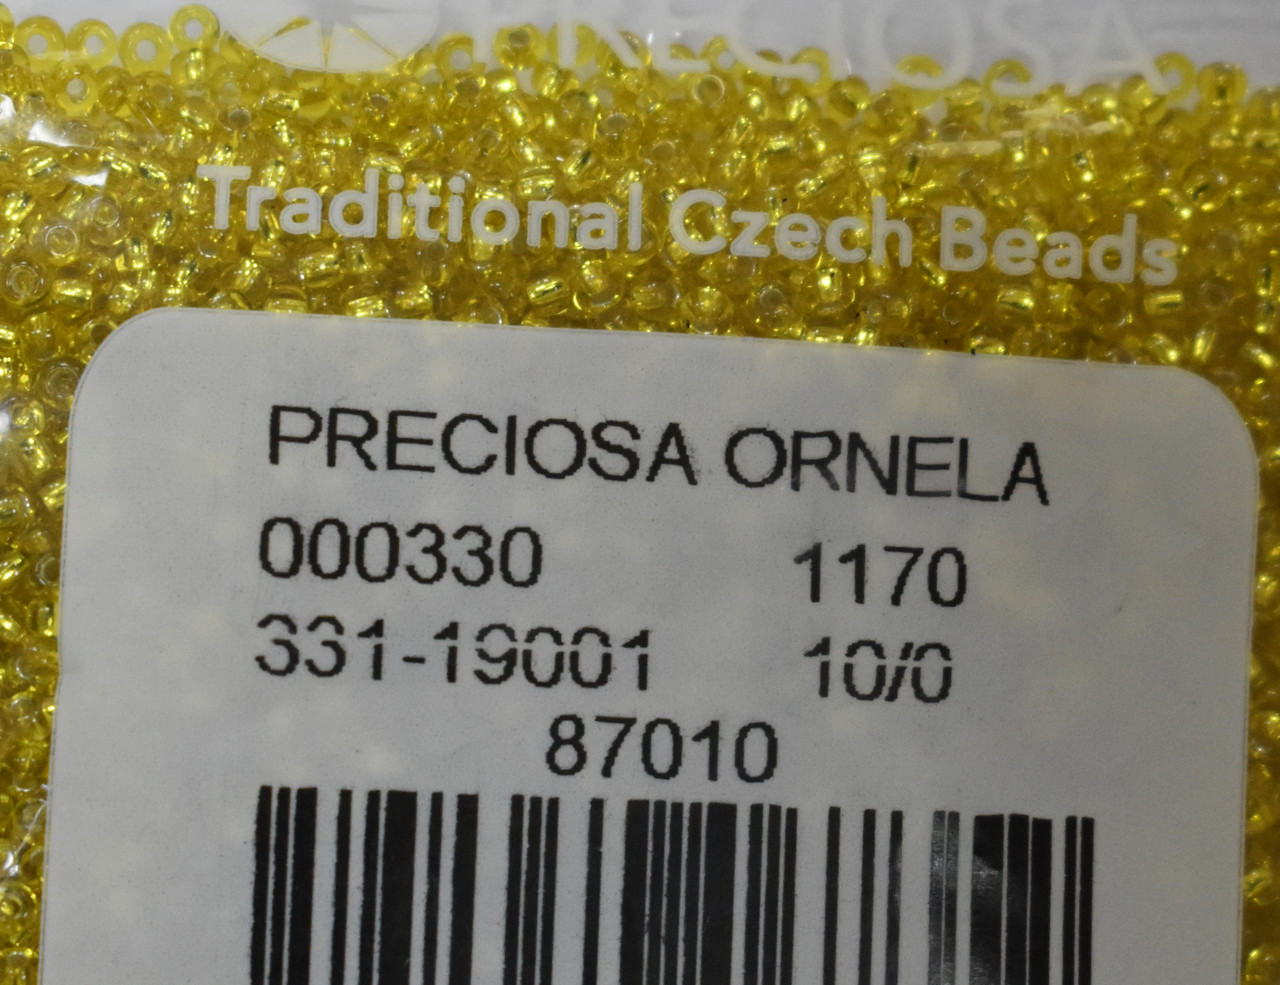 PRECIOSA
Traditional Czech Beads
PRECIOSA ORNELA
000330 1170
331-19001 10/0
87010